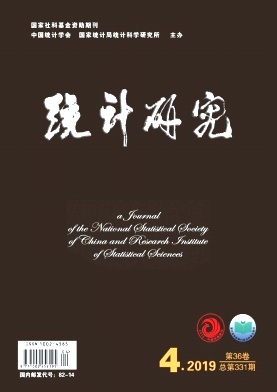 国家社科基金资助期刊
中国统计学会 国家统计局统计科学研究所 主办
统计研究
a Journal
of the National Statistical Society
of China and Research Institute
of Statistical Sciences
4.2019
第36卷
总第331期
国内邮发代号：82-14